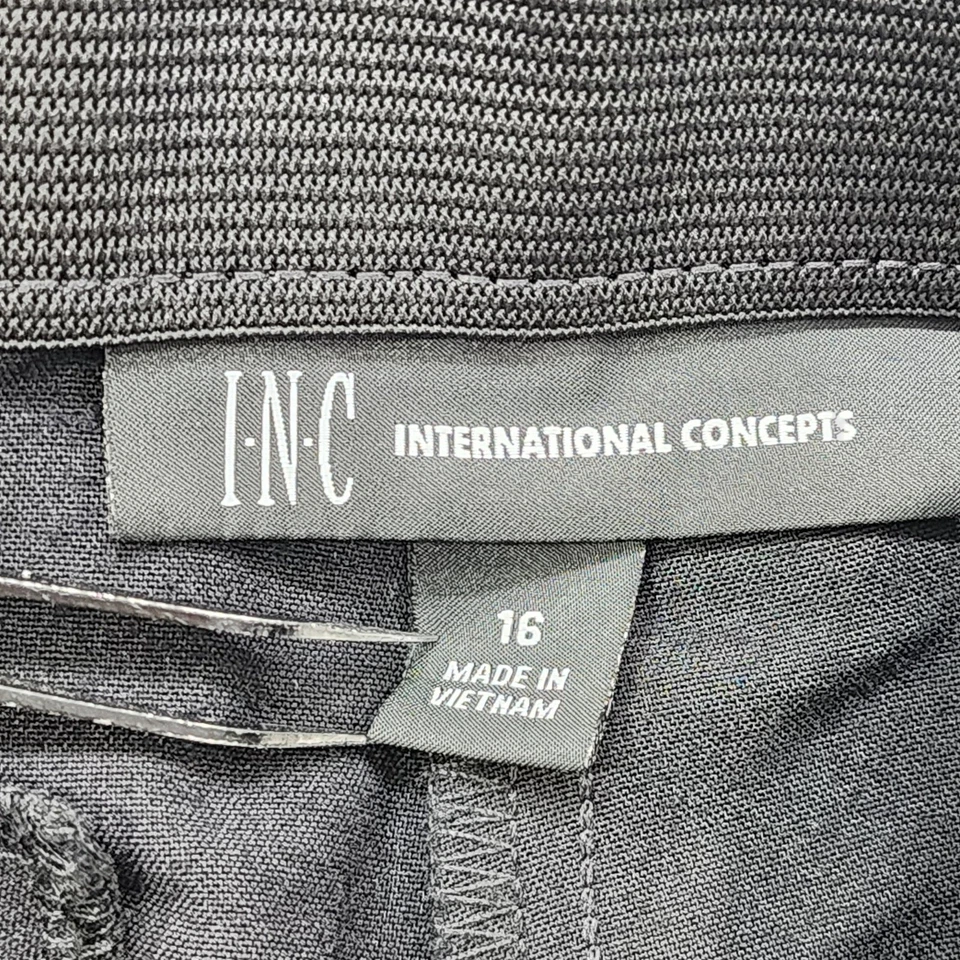 I·N·C INTERNATIONAL CONCEPTS
16
MADE IN
VIETNAM